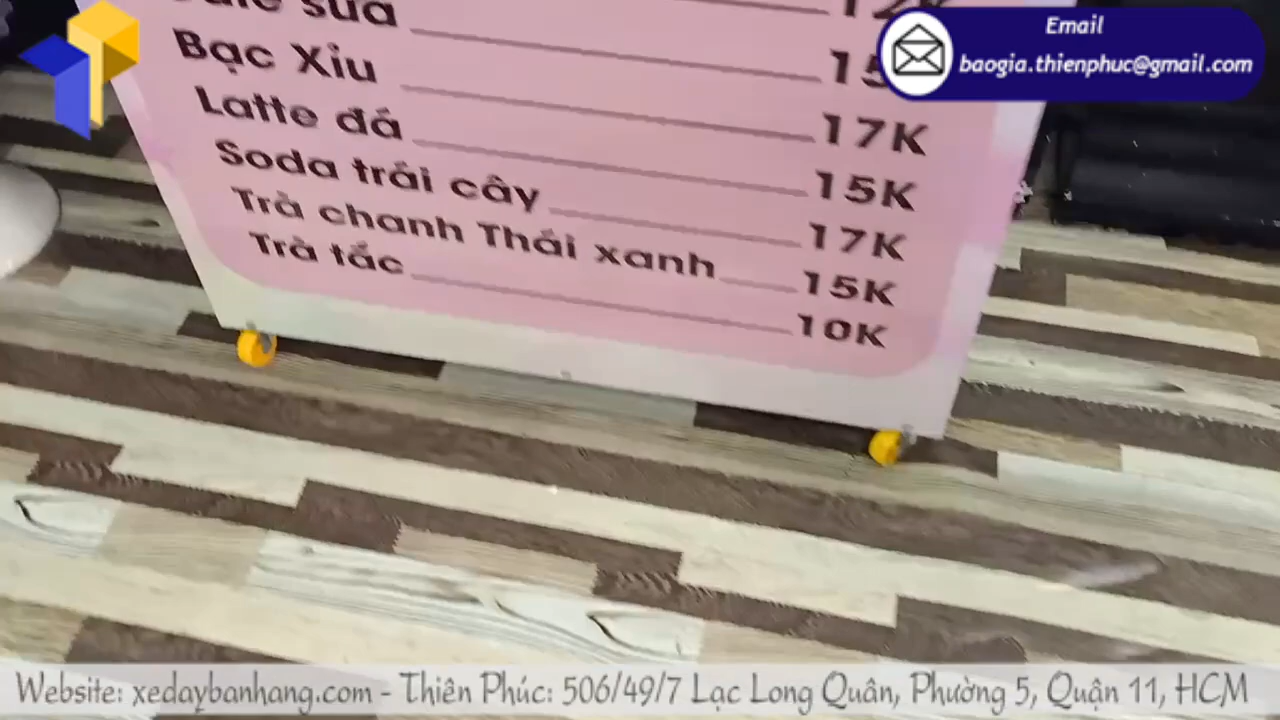 Email
baogia.thienphuc@gmail.com
sữa 15
Bạc Xỉu 17K
Latte đá 15K
Soda trái cây 17K
Trà chanh Thái xanh 15K
Trà tắc 10K
Website: xedaybanhang.com - Thiên Phúc: 506/49/7 Lạc Long Quân, Phường 5, Quận 11, HCM